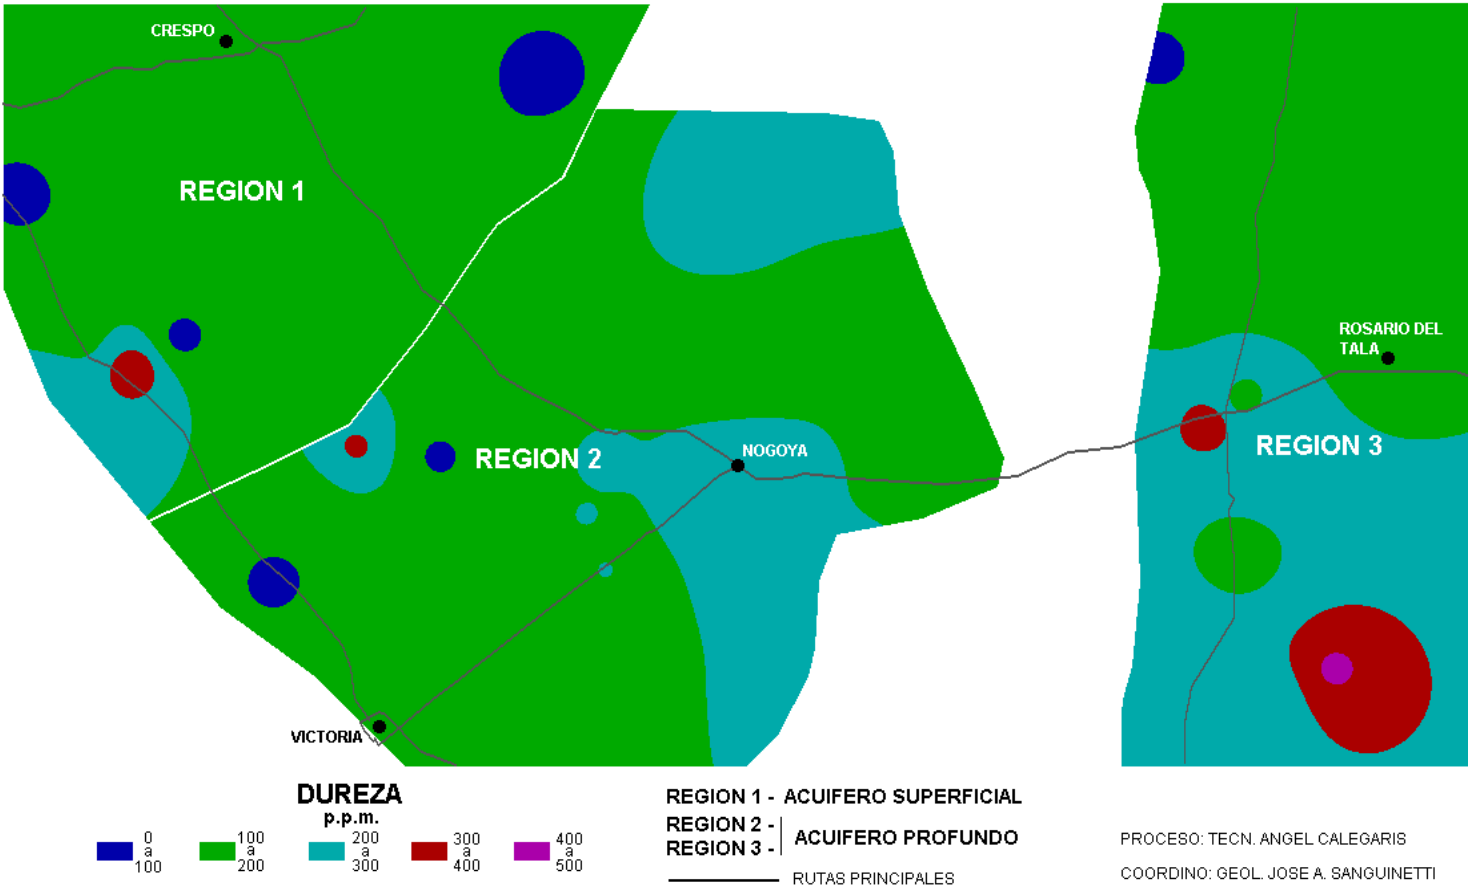 CRESPO
REGION 1
ROSARIO DEL
TALA
NOGOYA
REGION 2
REGION 3
VICTORIA
DUREZA
p.p.m.
0
a
100
100
a
200
200
a
300
300
a
400
400
a
500
REGION 1 - ACUIFERO SUPERFICIAL
REGION 2 -
REGION 3 -
ACUIFERO PROFUNDO
RUTAS PRINCIPALES
PROCESO: TECN. ANGEL CALEGARIS
COORDINO: GEOL. JOSE A. SANGUINETTI